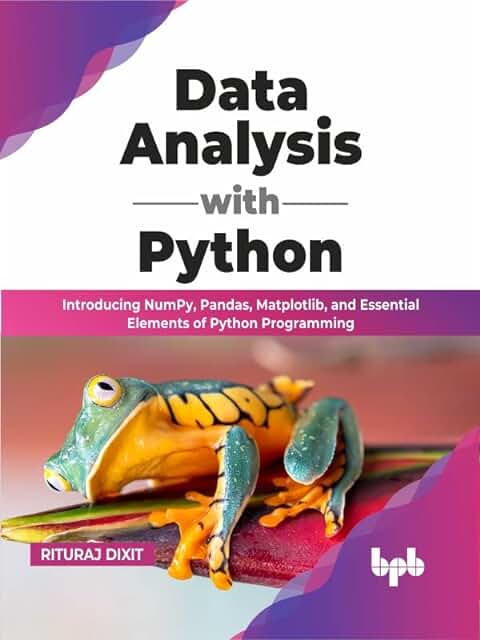 Data
Analysis
with
Python
Introducing NumPy, Pandas, Matplotlib, and Essential
Elements of Python Programming
RITURAJ DIXIT
bpb